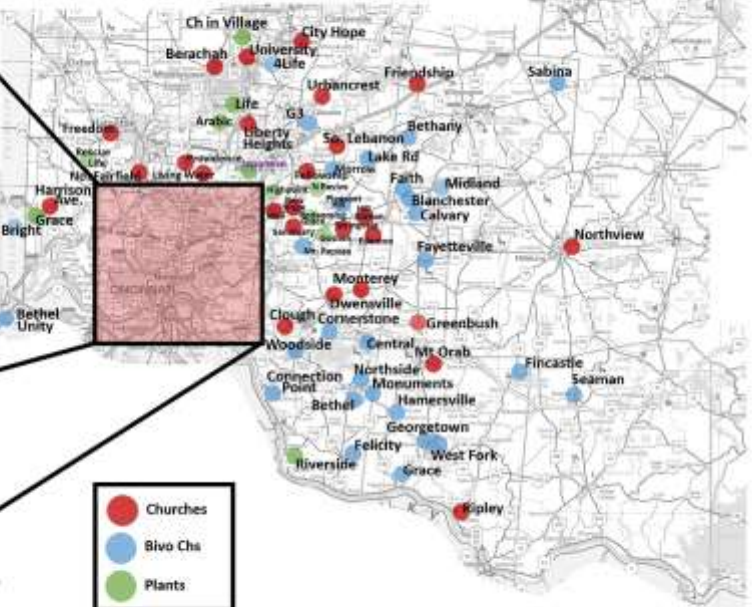 Ch in Village
City Hope
Berachah
University
4Life
Urbancrest
Friendship
Sabina
Life
Arabic
G3
Freedom
Liberty
Heights
So. Lebanon
Bethany
Rescue
Life
Lake Rd
Morrow
Providence
Living Water
No. Fairfield
Faith
Midland
Harrison
Ave.
Blanchester
Calvary
Grace
Bright
Northview
Fayetteville
Monterey
Owensville
Bethel
Unity
Clough
Cornerstone
Greenbush
Woodside
Central
Mt Orab
Fincastle
Seaman
Northside
Connection
Point
Monuments
Bethel
Hamersville
Georgetown
Felicity
West Fork
Riverside
Grace
Ripley
Churches
Bivo Chs
Plants